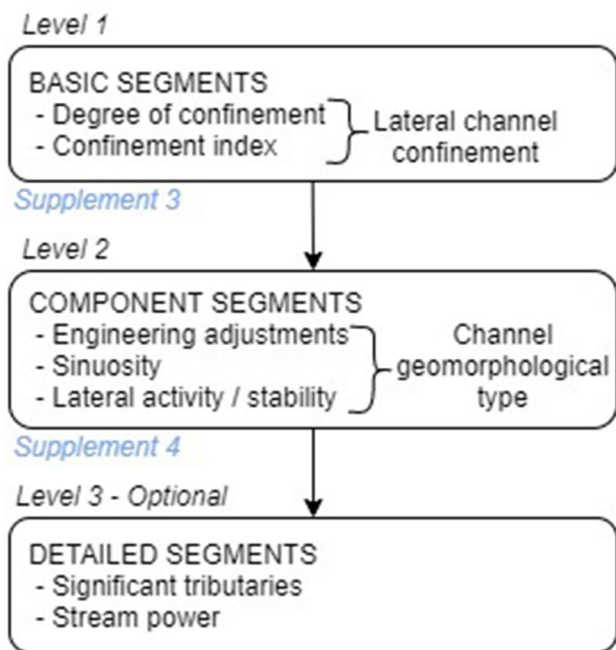 Level 1
BASIC SEGMENTS
- Degree of confinement
- Confinement index
Lateral channel
confinement
Supplement 3
Level 2
COMPONENT SEGMENTS
- Engineering adjustments
- Sinuosity
- Lateral activity / stability
Channel
geomorphological
type
Supplement 4
Level 3 - Optional
DETAILED SEGMENTS
- Significant tributaries
- Stream power